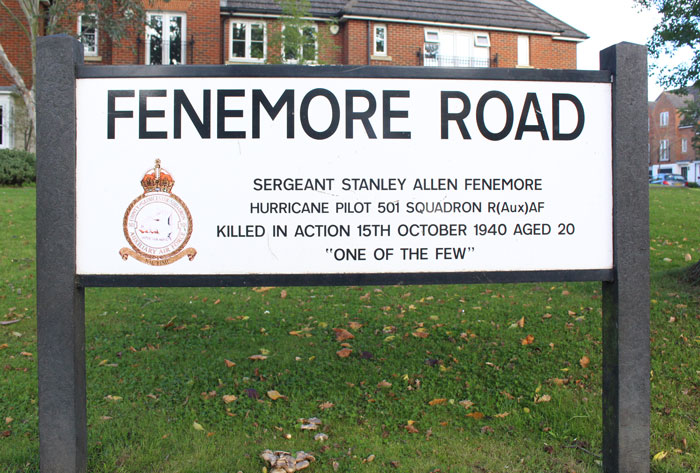 FENEMORE ROAD
SERGEANT STANLEY ALLEN FENEMORE
HURRICANE PILOT 501 SQUADRON R(Aux)AF
KILLED IN ACTION 15TH OCTOBER 1940 AGED 20
"ONE OF THE FEW"